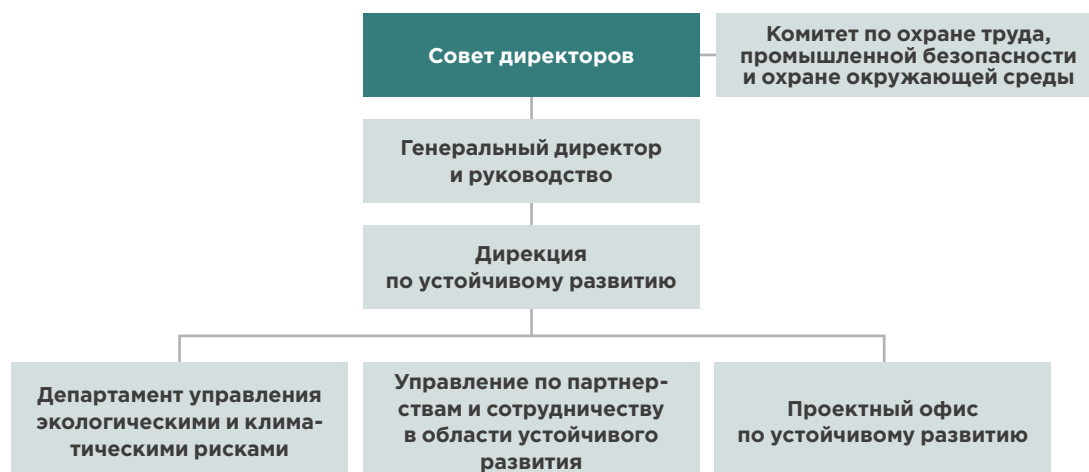 Совет директоров
Комитет по охране труда,
промышленной безопасности
и охране окружающей среды
Генеральный директор
и руководство
Дирекция
по устойчивому развитию
Департамент управления
экологическими и клима-
тическими рисками
Управление по партнер-
ствам и сотрудничеству
в области устойчивого
развития
Проектный офис
по устойчивому развитию